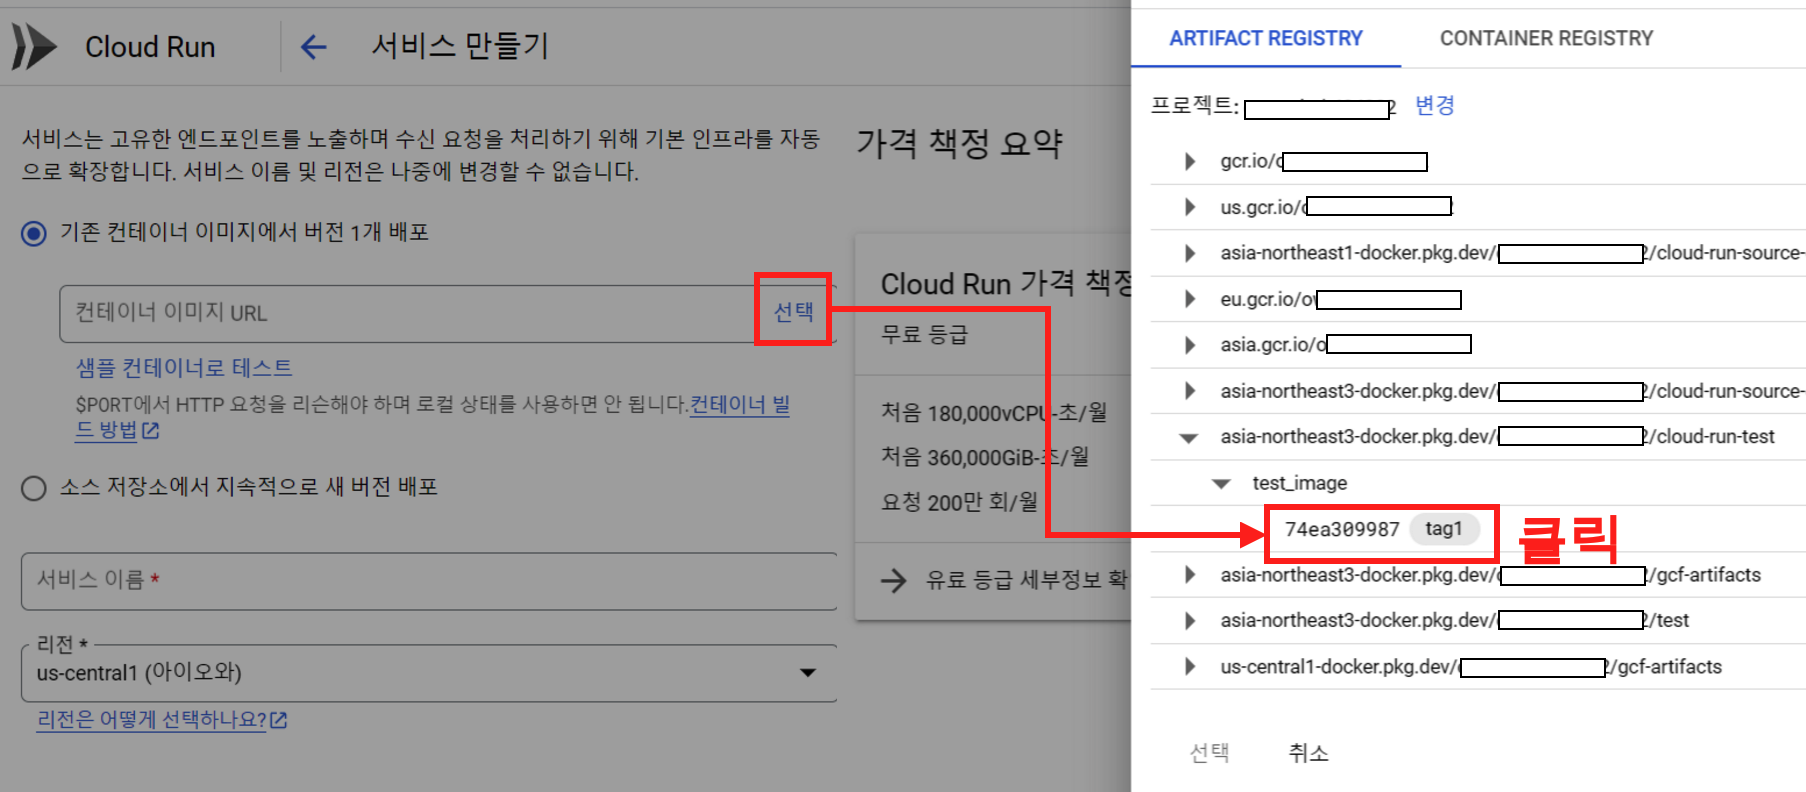 Cloud Run
서비스 만들기
서비스는 고유한 엔드포인트를 노출하며 수신 요청을 처리하기 위해 기본 인프라를 자동
으로 확장합니다. 서비스 이름 및 리전은 나중에 변경할 수 없습니다.
기존 컨테이너 이미지에서 버전 1개 배포
컨테이너 이미지 URL
선택
샘플 컨테이너로 테스트
$PORT에서 HTTP 요청을 리슨해야 하며 로컬 상태를 사용하면 안 됩니다.컨테이너 빌
드 방법
소스 저장소에서 지속적으로 새 버전 배포
서비스 이름 *
리전 *
us-central1 (아이오와)
리전은 어떻게 선택하나요?
가격 책정 요약
Cloud Run 가격 책정
무료 등급
처음 180,000vCPU-초/월
처음 360,000GiB-초/월
요청 200만 회/월
유료 등급 세부정보 확
ARTIFACT REGISTRY
CONTAINER REGISTRY
프로젝트: 2 변경
gcr.io/
us.gcr.io/
asia-northeast1-docker.pkg.dev/ 2/cloud-run-source-
eu.gcr.io/o
asia.gcr.io/o
asia-northeast3-docker.pkg.dev/ 2/cloud-run-source-
asia-northeast3-docker.pkg.dev/ 2/cloud-run-test
test_image
74ea309987 tag1
클릭
asia-northeast3-docker.pkg.dev/ 2/gcf-artifacts
asia-northeast3-docker.pkg.dev/ 2/test
us-central1-docker.pkg.dev/ 2/gcf-artifacts
선택
취소